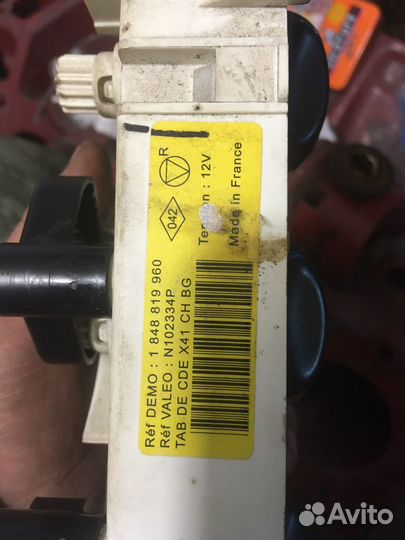 Réf DEMO : 1 848 819 960
Réf VALEO : N102334P
TAB DE CDE X41 CH BG
R
042
Tension : 12V
Made in France
Avito